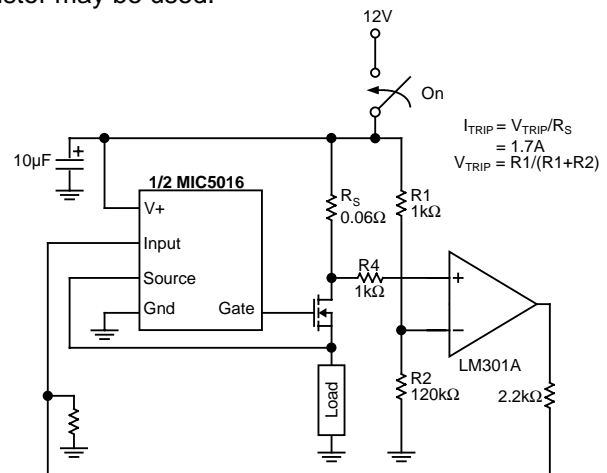 istor may be used.
12V
On
I_TRIP = V_TRIP/R_S
= 1.7A
V_TRIP = R1/(R1+R2)
10µF
+
1/2 MIC5016
V+
Input
Source
Gnd
Gate
R_S
0.06Ω
R1
1kΩ
R4
1kΩ
+
−
LM301A
R2
120kΩ
2.2kΩ
Load